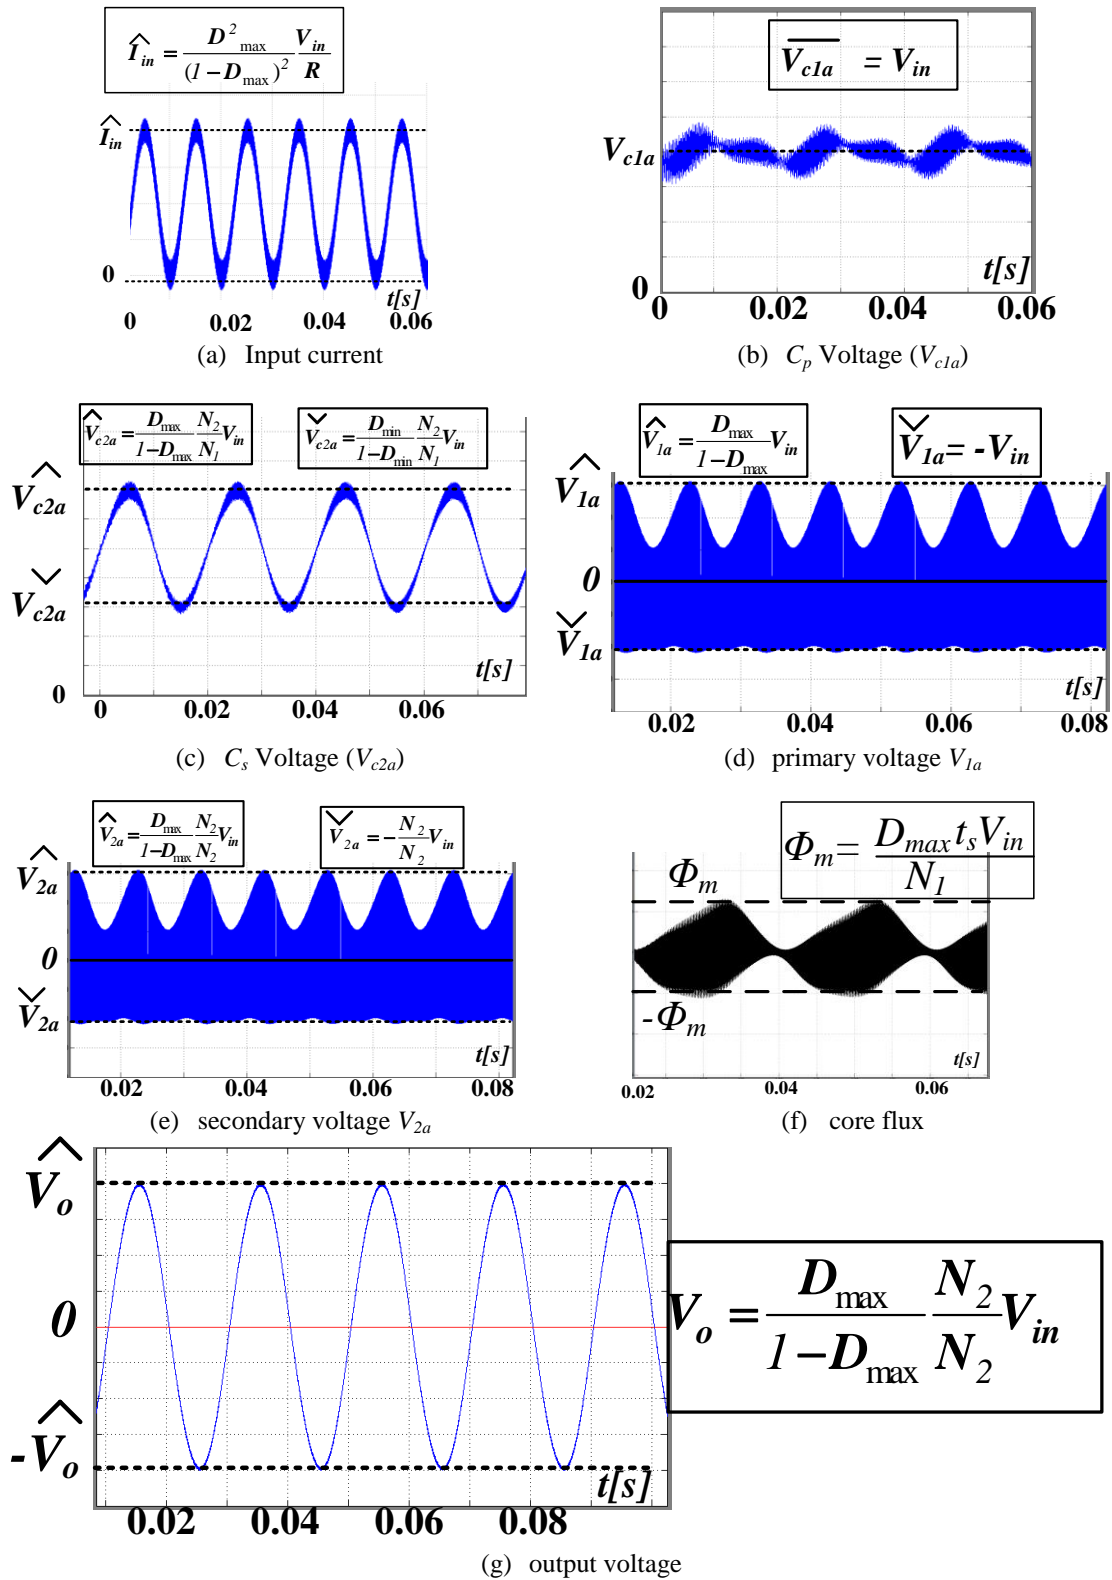 Î_in = D²_max / (1-D_max)² V_in / R
Î_in
0
t[s]
0 0.02 0.04 0.06
(a) Input current
V̅_c1a = V_in
V_c1a
t[s]
0
0 0.02 0.04 0.06
(b) C_p Voltage (V_c1a)
V̂_c2a = D_max / 1-D_max N_2 / N_1 V_in
V̌_c2a = D_min / 1-D_min N_2 / N_1 V_in
V̂_c2a
V̌_c2a
t[s]
0
0 0.02 0.04 0.06
(c) C_s Voltage (V_c2a)
V̂_1a = D_max / 1-D_max V_in
V̌_1a = - V_in
V̂_1a
0
V̌_1a
t[s]
0.02 0.04 0.06 0.08
(d) primary voltage V_1a
V̂_2a = D_max / 1-D_max N_2 / N_2 V_in
V̌_2a = - N_2 / N_2 V_in
V̂_2a
0
V̌_2a
t[s]
0.02 0.04 0.06 0.08
(e) secondary voltage V_2a
Φ_m = D_max t_s V_in / N_1
Φ_m
-Φ_m
t[s]
0.02 0.04 0.06
(f) core flux
V̂_o
0
-V̂_o
t[s]
0.02 0.04 0.06 0.08
V_o = D_max / 1-D_max N_2 / N_2 V_in
(g) output voltage